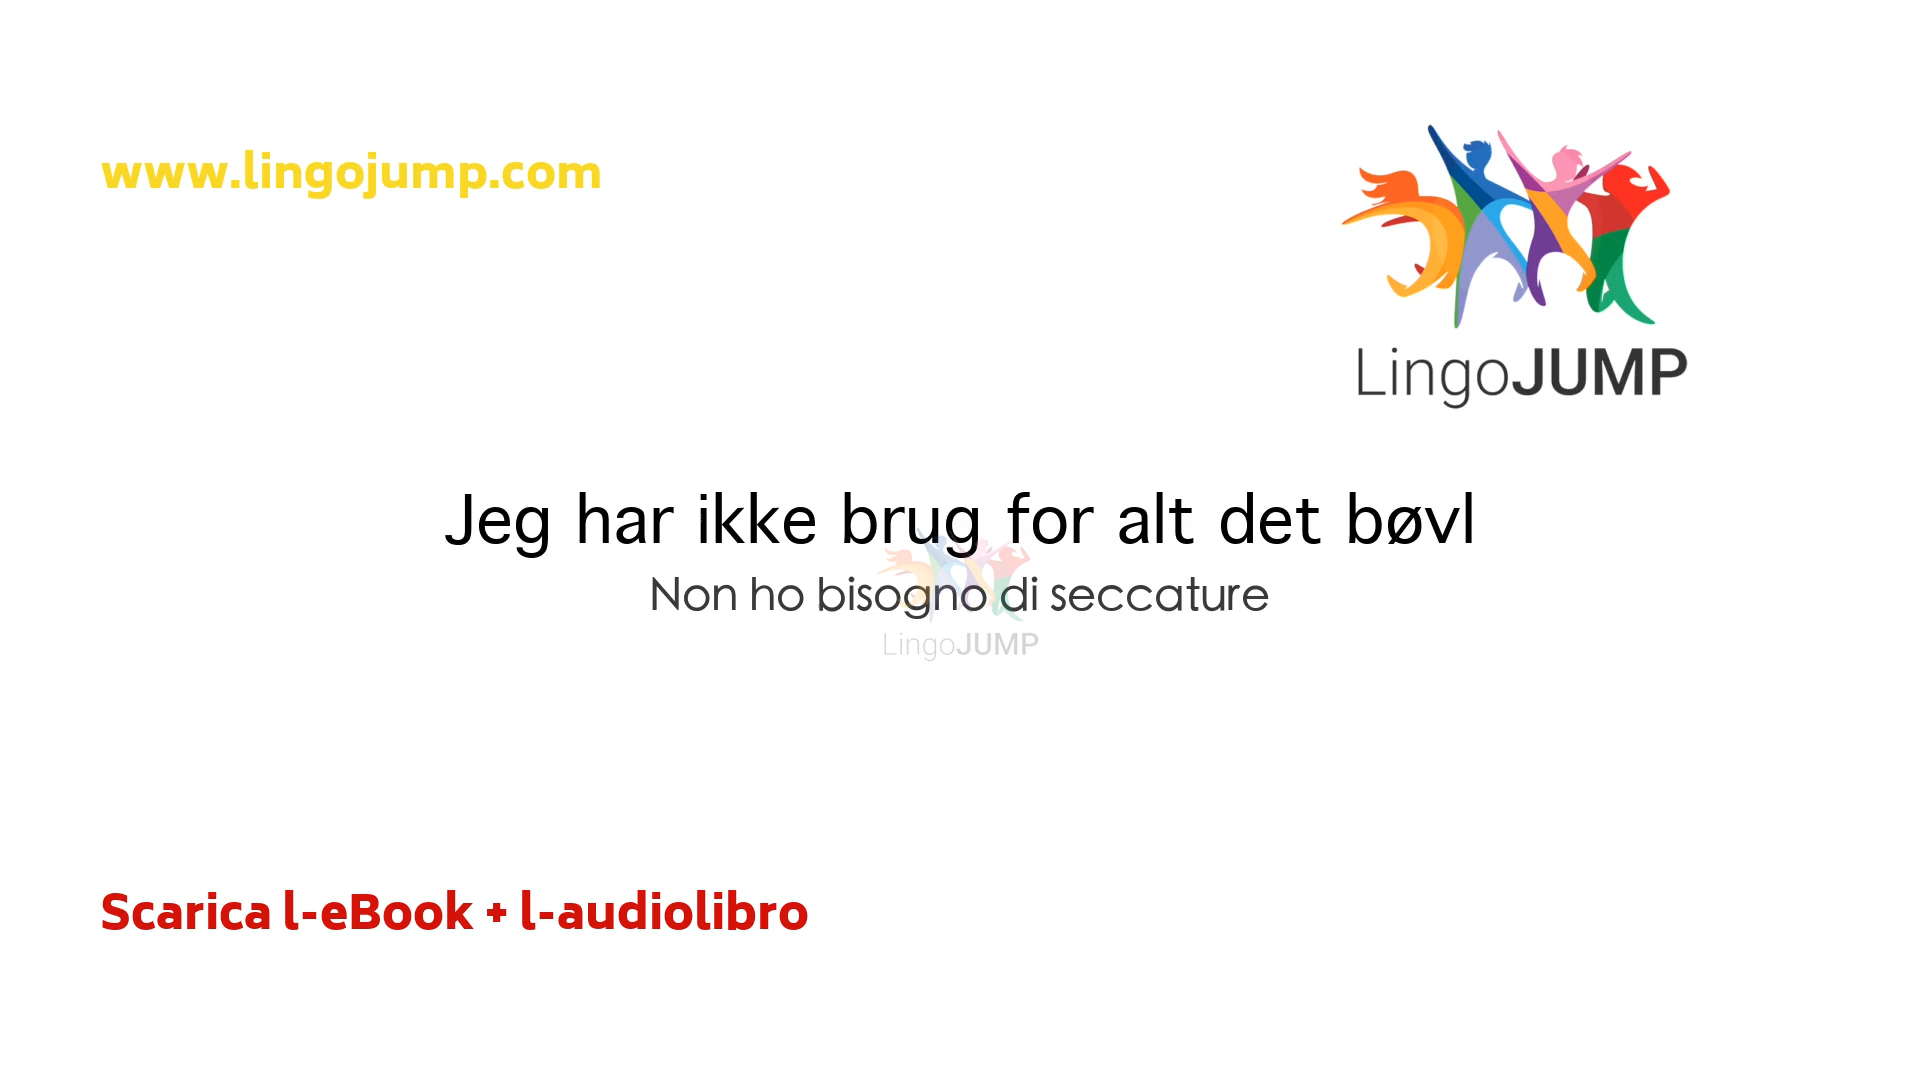 www.lingojump.com
LingoJUMP
Jeg har ikke brug for alt det bøvl
Non ho bisogno di seccature
LingoJUMP
Scarica l-eBook + l-audiolibro